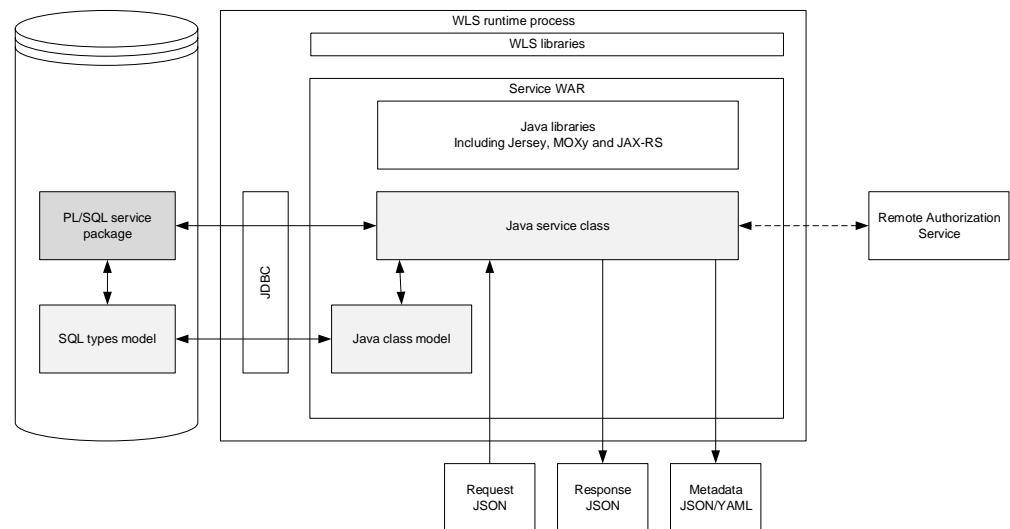 WLS runtime process
WLS libraries
Service WAR
Java libraries
Including Jersey, MOXy and JAX-RS
PL/SQL service
package
JDBC
Java service class
Remote Authorization
Service
SQL types model
Java class model
Request
JSON
Response
JSON
Metadata
JSON/YAML